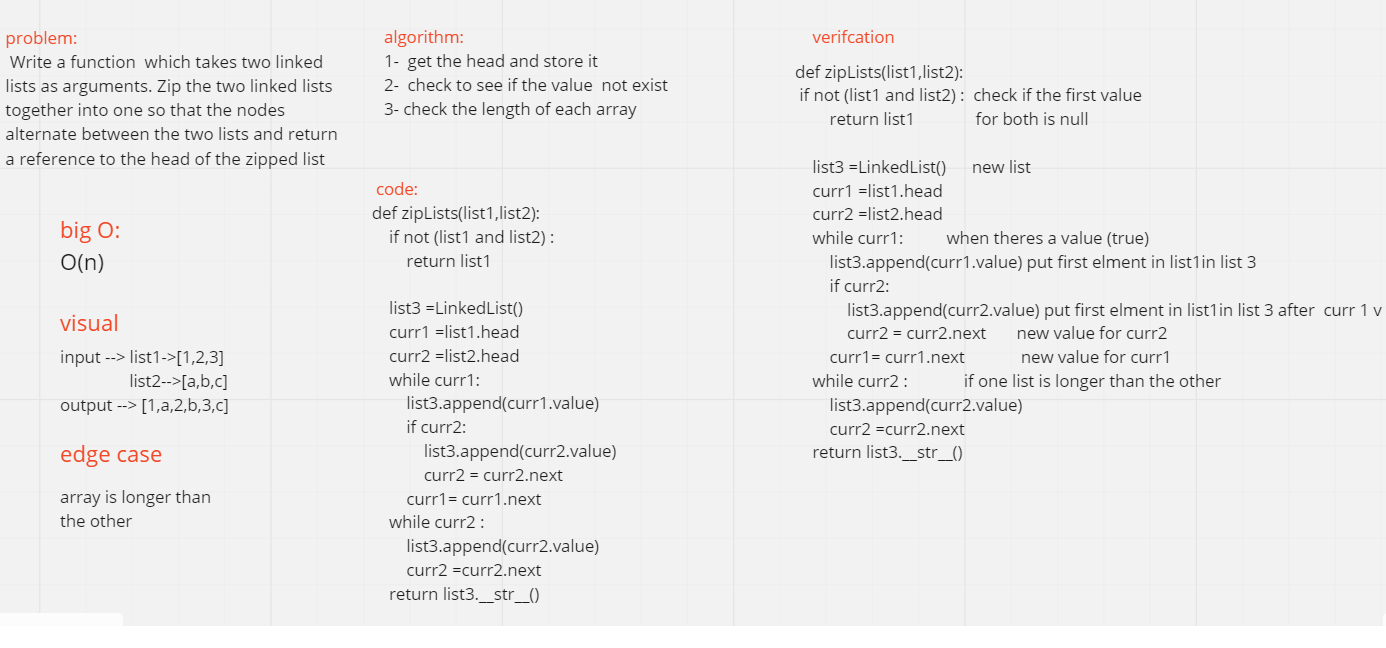 problem:
Write a function  which takes two linked
lists as arguments. Zip the two linked lists
together into one so that the nodes
alternate between the two lists and return
a reference to the head of the zipped list
big O:
O(n)
visual
input --> list1->[1,2,3]
list2-->[a,b,c]
output --> [1,a,2,b,3,c]
edge case
array is longer than
the other
algorithm:
1-  get the head and store it
2-  check to see if the value  not exist
3- check the length of each array
code:
def zipLists(list1,list2):
if not (list1 and list2) :
return list1
list3 =LinkedList()
curr1 =list1.head
curr2 =list2.head
while curr1:
list3.append(curr1.value)
if curr2:
list3.append(curr2.value)
curr2 = curr2.next
curr1= curr1.next
while curr2 :
list3.append(curr2.value)
curr2 =curr2.next
return list3.__str__()
verifcation
def zipLists(list1,list2):
if not (list1 and list2) :  check if the first value
return list1 for both is null
list3 =LinkedList() new list
curr1 =list1.head
curr2 =list2.head
while curr1: when theres a value (true)
list3.append(curr1.value) put first elment in list1in list 3
if curr2:
list3.append(curr2.value) put first elment in list1in list 3 after  curr 1 v
curr2 = curr2.next new value for curr2
curr1= curr1.next new value for curr1
while curr2 : if one list is longer than the other
list3.append(curr2.value)
curr2 =curr2.next
return list3.__str__()